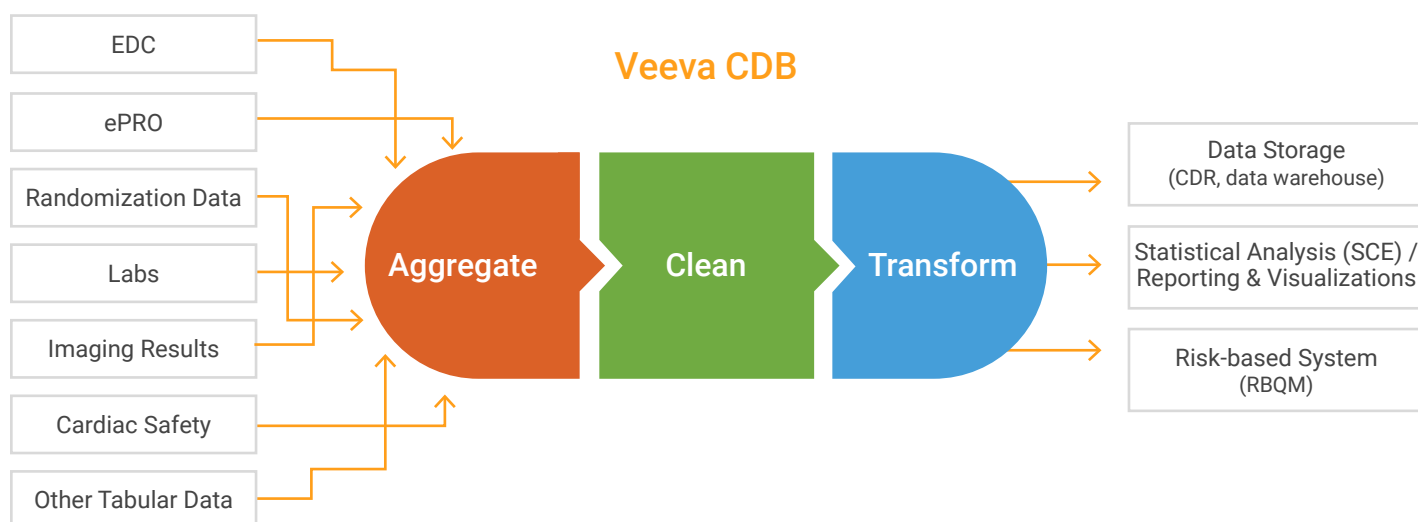 Veeva CDB
EDC
ePRO
Randomization Data
Labs
Imaging Results
Cardiac Safety
Other Tabular Data
Aggregate
Clean
Transform
Data Storage
(CDR, data warehouse)
Statistical Analysis (SCE) /
Reporting & Visualizations
Risk-based System
(RBQM)